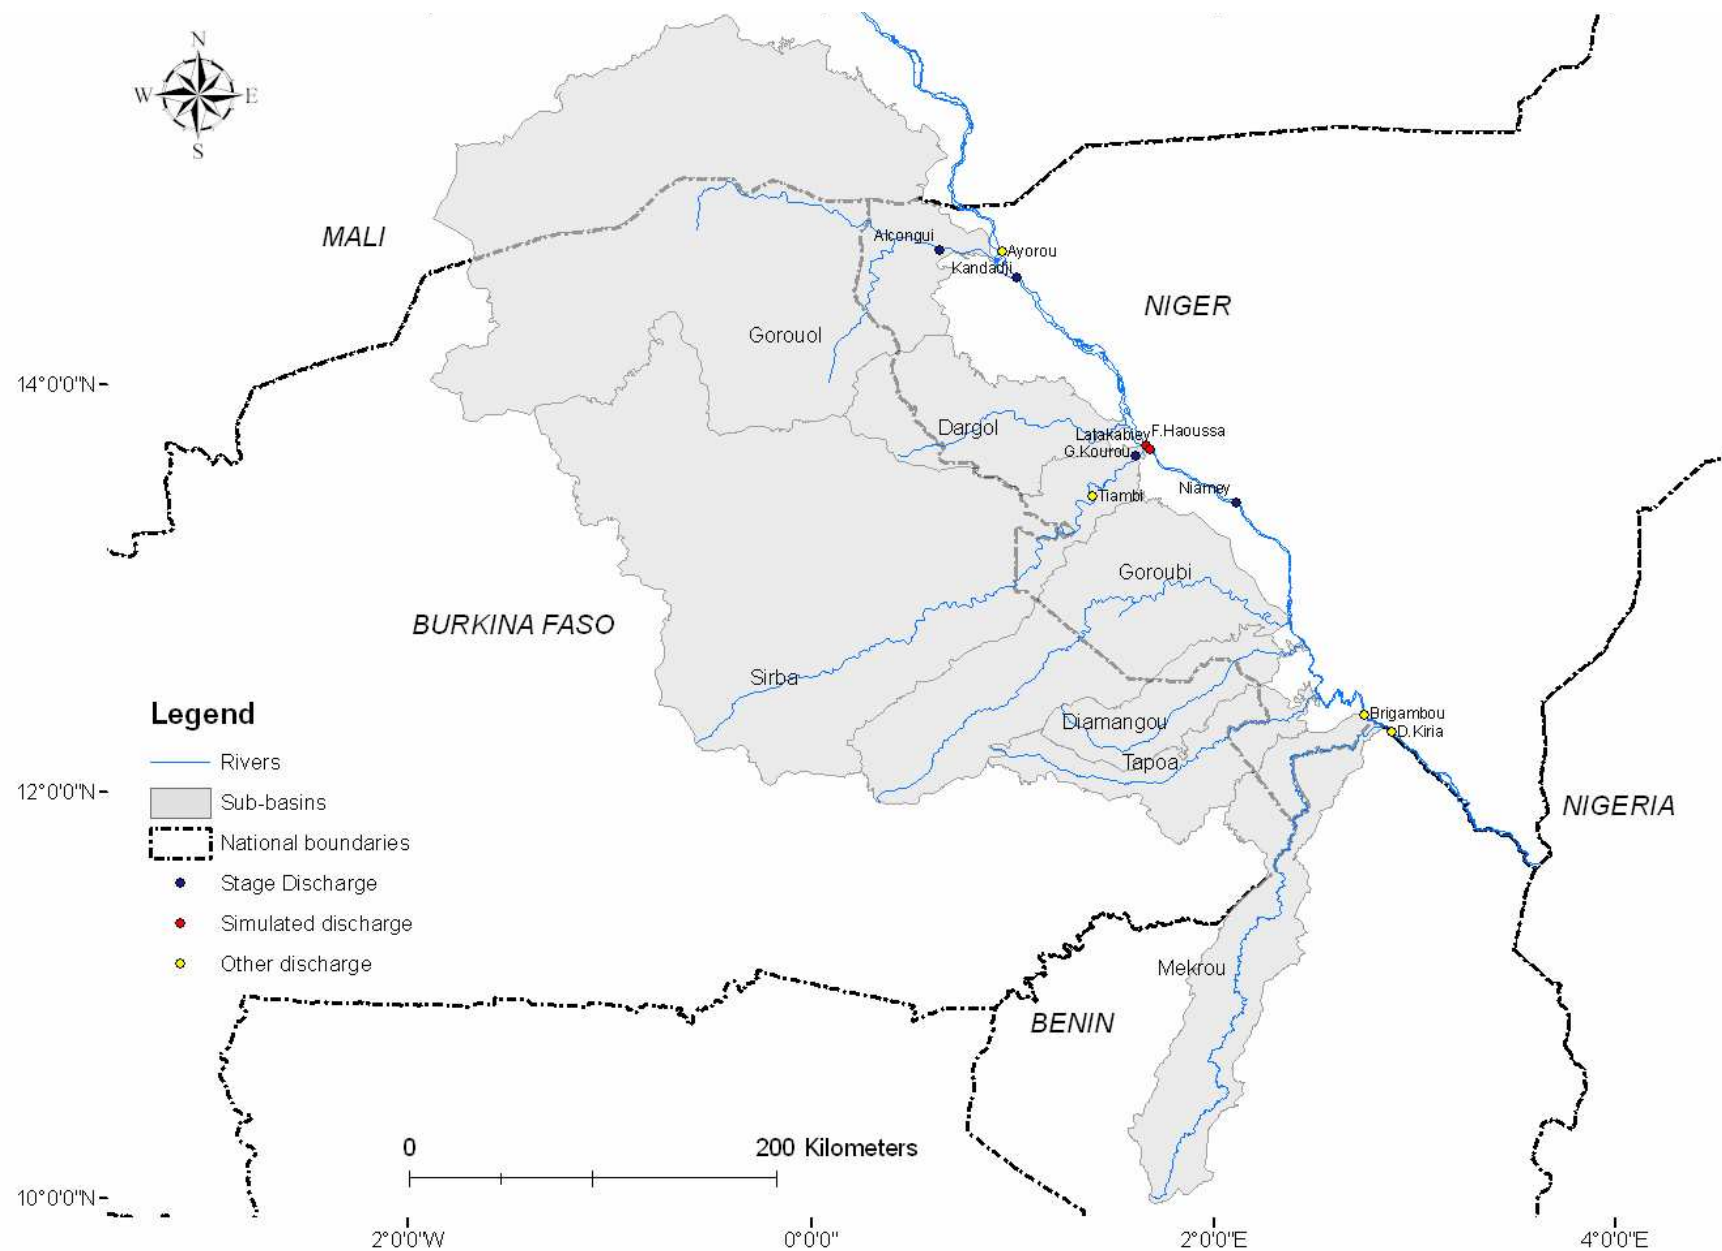 N
W E
S
MALI
Alcongui
Ayorou
Kandadji
NIGER
Gorouol
14°0'0"N
Dargol
F.Haoussa
Latakabiey
G.Kourou
Tiambi
Niamey
Goroubi
BURKINA FASO
Sirba
Legend
Diamangou
Brigambou
D.Kiria
Rivers
Tapoa
12°0'0"N
Sub-basins
NIGERIA
National boundaries
Stage Discharge
Simulated discharge
Other discharge
Mekrou
BENIN
0 200 Kilometers
10°0'0"N
2°0'0"W 0°0'0" 2°0'0"E 4°0'0"E